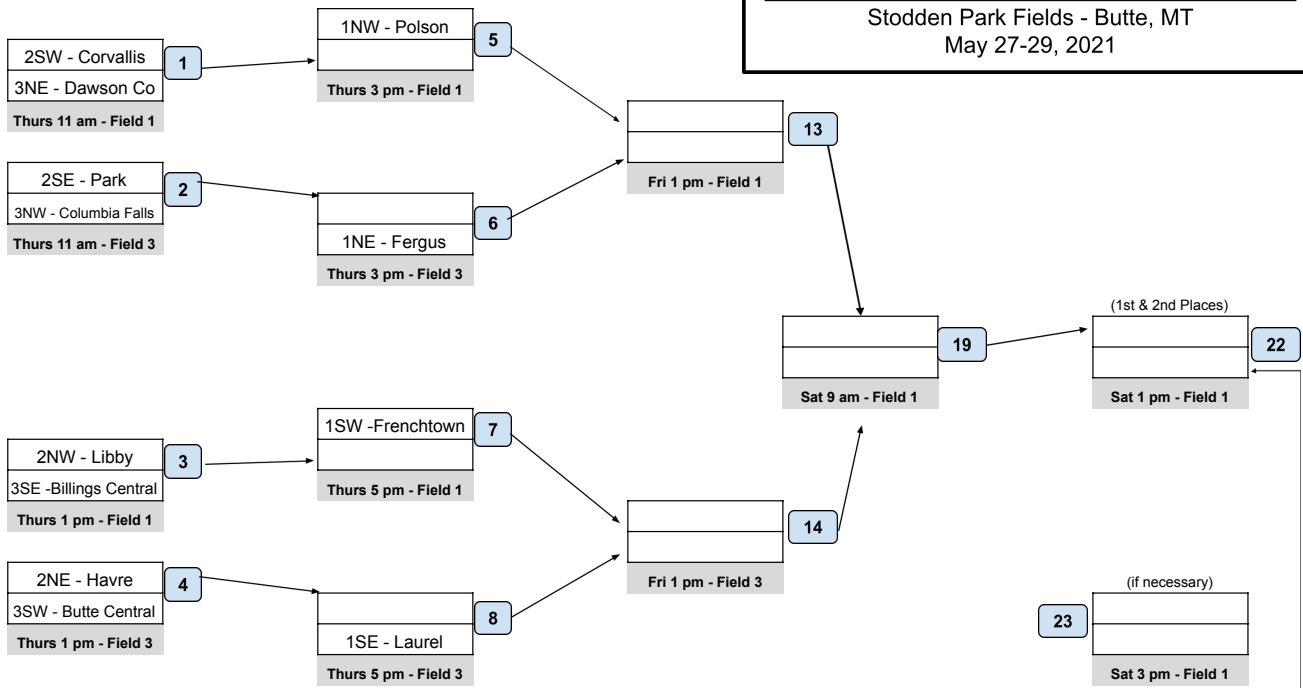 Stodden Park Fields - Butte, MT
May 27-29, 2021
2SW - Corvallis
3NE - Dawson Co
Thurs 11 am - Field 1
1
2SE - Park
3NW - Columbia Falls
Thurs 11 am - Field 3
2
2NW - Libby
3SE -Billings Central
Thurs 1 pm - Field 1
3
2NE - Havre
3SW - Butte Central
Thurs 1 pm - Field 3
4
1NW - Polson
Thurs 3 pm - Field 1
5
1NE - Fergus
Thurs 3 pm - Field 3
6
1SW -Frenchtown
Thurs 5 pm - Field 1
7
1SE - Laurel
Thurs 5 pm - Field 3
8
Fri 1 pm - Field 1
13
Fri 1 pm - Field 3
14
Sat 9 am - Field 1
19
(1st & 2nd Places)
Sat 1 pm - Field 1
22
(if necessary)
23
Sat 3 pm - Field 1